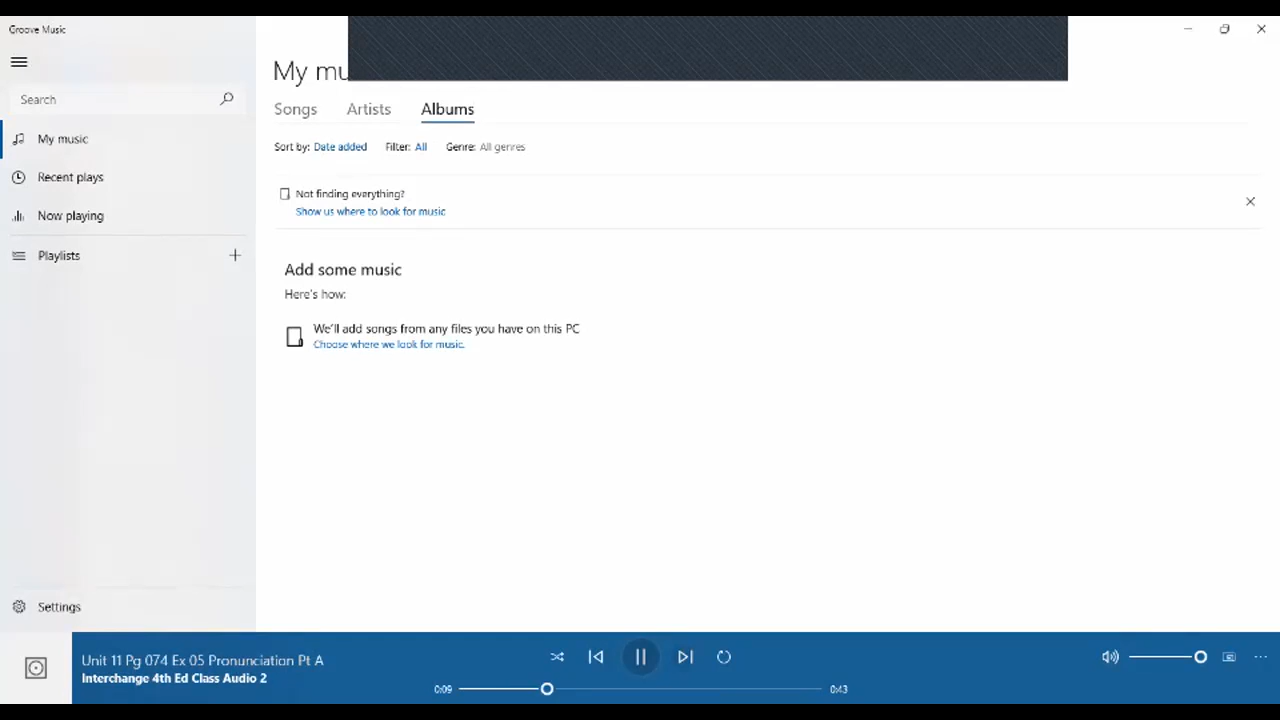 Groove Music
My mu
Search
Songs Artists Albums
My music
Sort by: Date added Filter: All Genre: All genres
Recent plays
Not finding everything?
Show us where to look for music
Now playing
Playlists
Add some music
Here's how:
We'll add songs from any files you have on this PC
Choose where we look for music.
Settings
Unit 11 Pg 074 Ex 05 Pronunciation Pt A
Interchange 4th Ed Class Audio 2
0:09
0:43